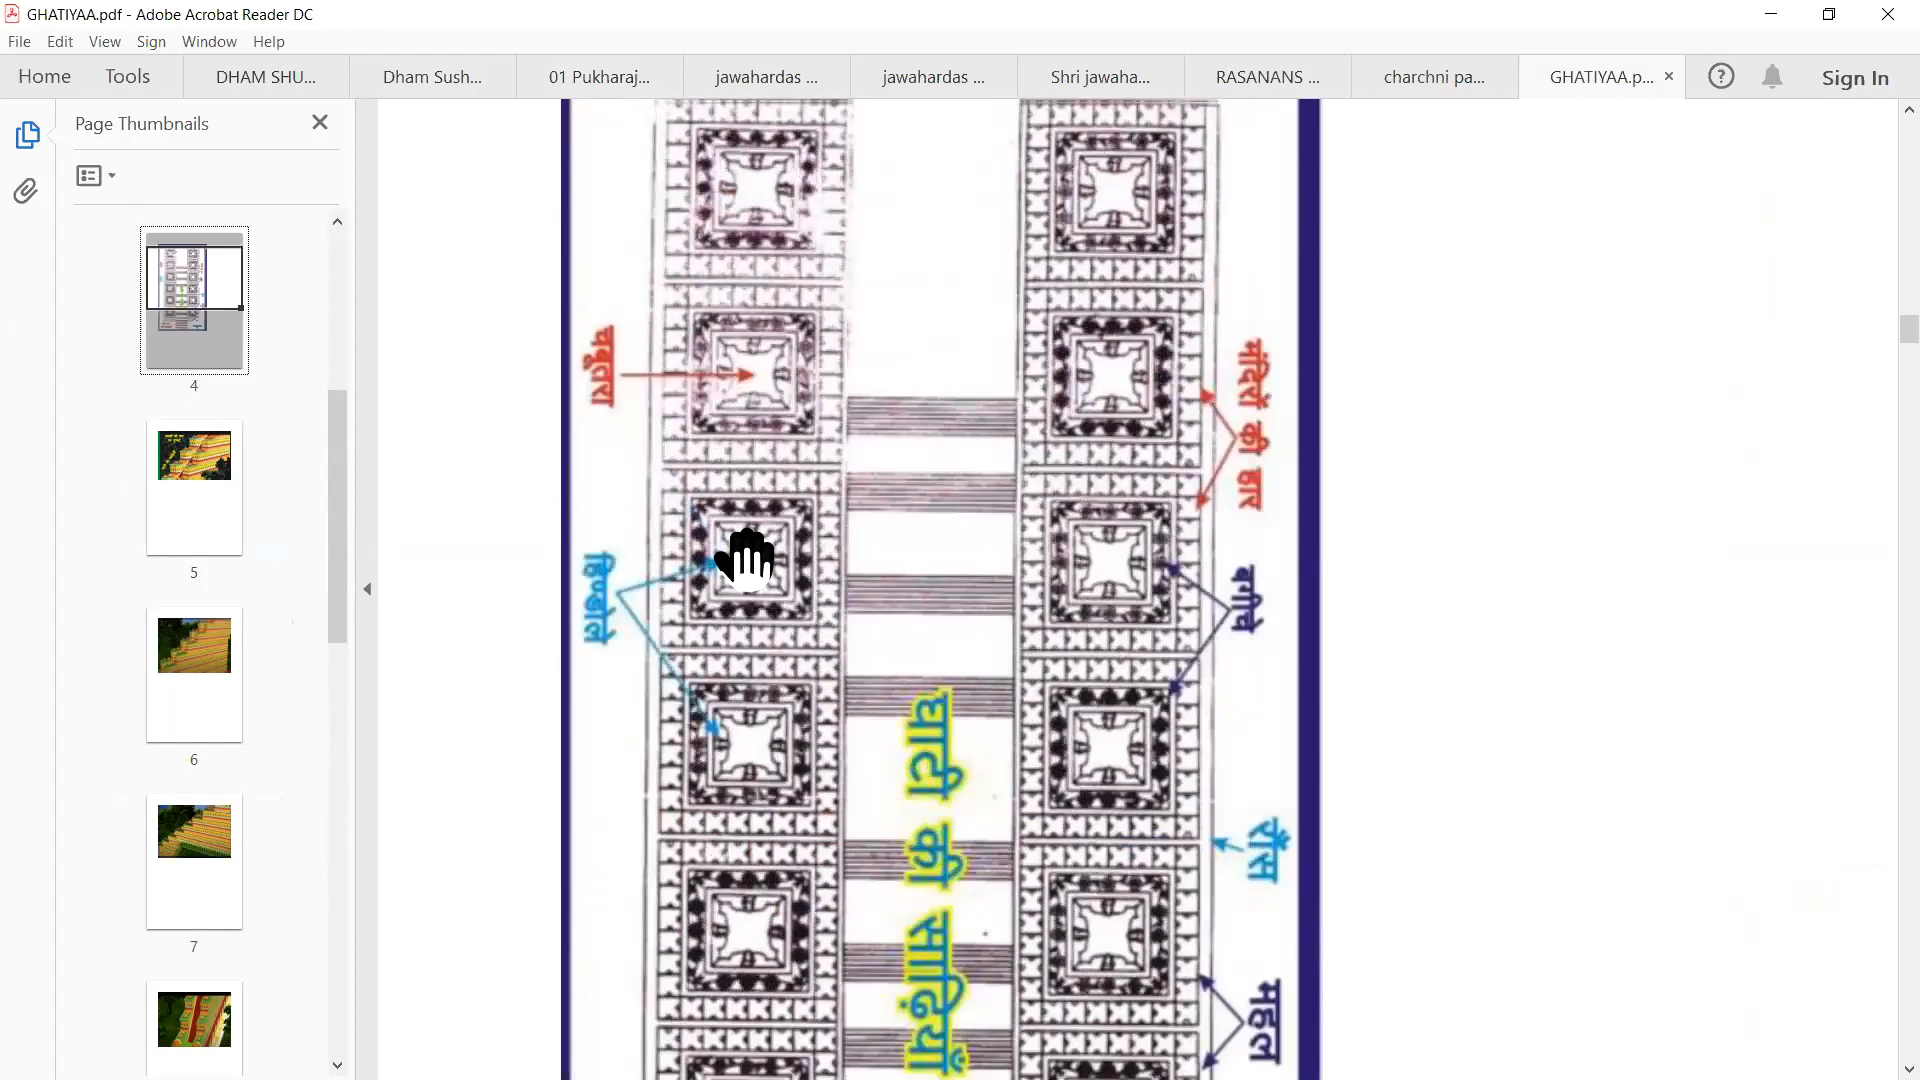 GHATIYAA.pdf - Adobe Acrobat Reader DC
File Edit View Sign Window Help
Home Tools DHAM SHU... Dham Sush... 01 Pukharaj... jawahardas ... jawahardas ... Shri jawaha... RASANANS ... charchni pa... GHATIYAA.p... Sign In
Page Thumbnails
4
5
6
7
चबूतरा
मंदिरों की हार
हिण्डोले
बगीचे
घाटी की सीढ़ियाँ
रौंस
महल